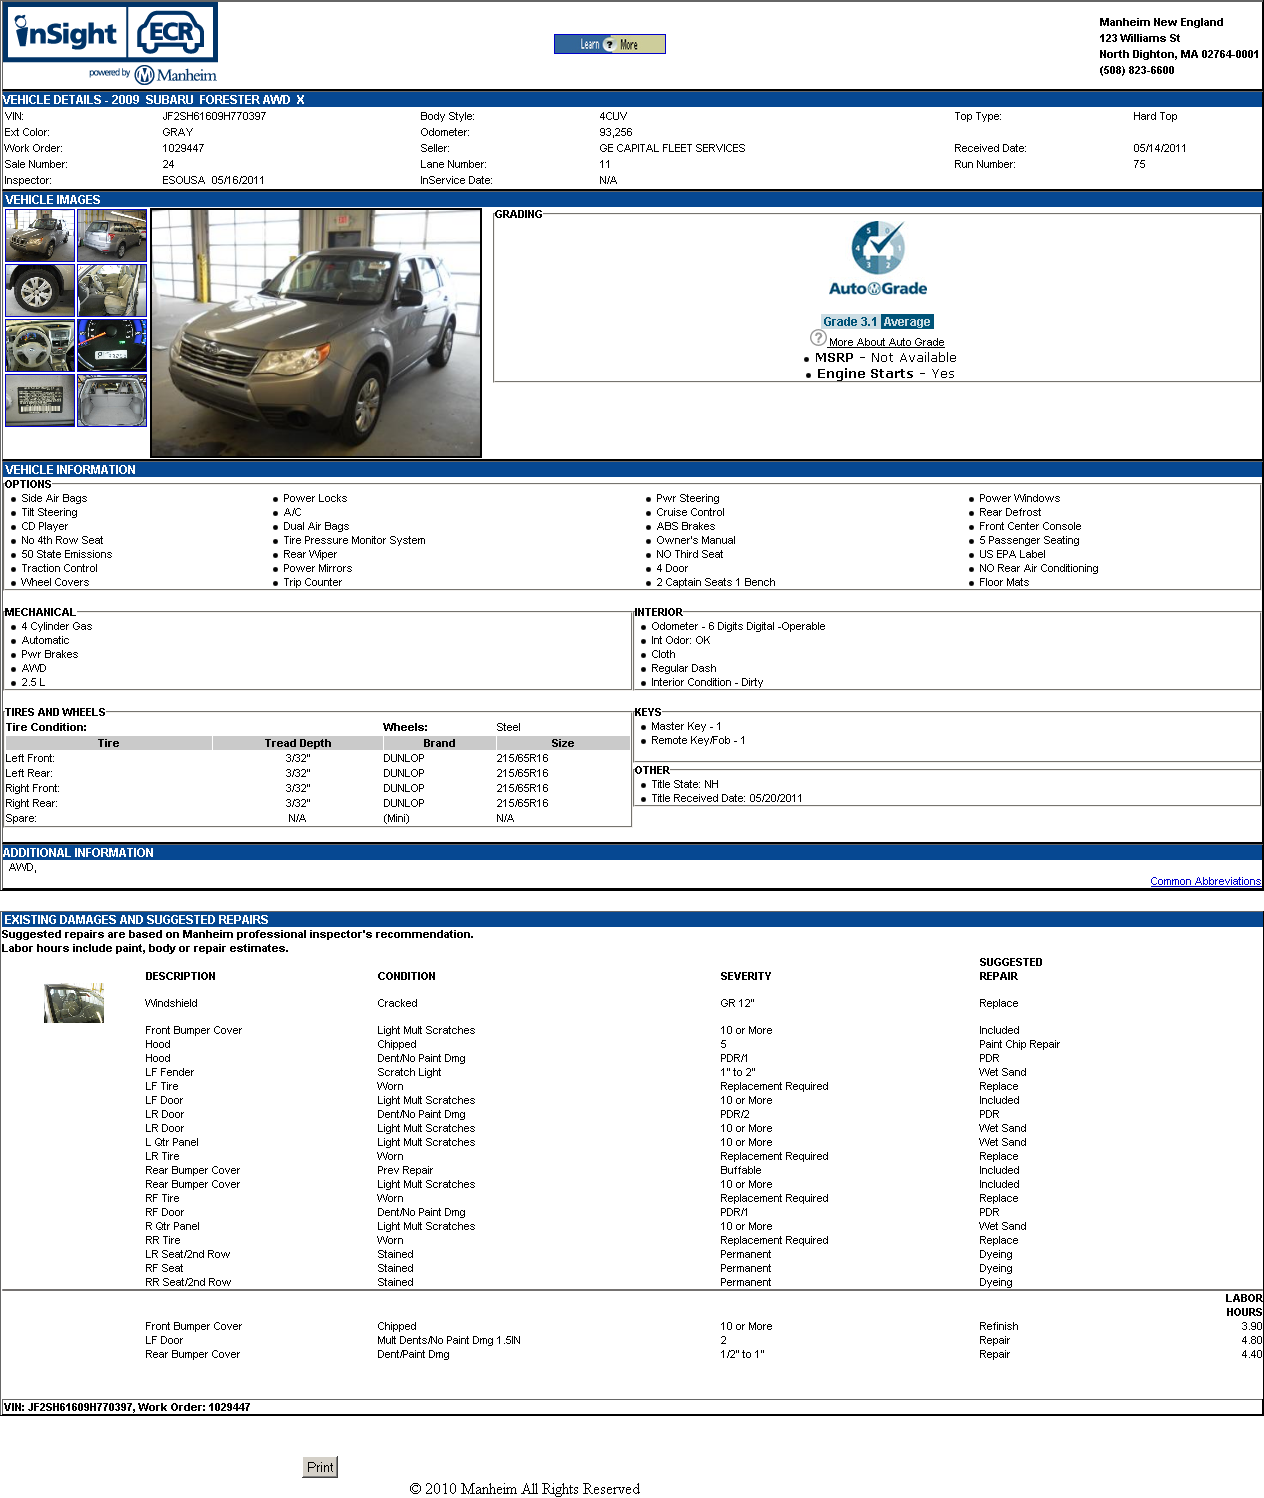 inSight ECR
powered by Manheim
Learn ? More
Manheim New England
123 Williams St
North Dighton, MA 02764-0001
(508) 823-6600
VEHICLE DETAILS - 2009 SUBARU FORESTER AWD X
VIN: JF2SH61609H770397 Body Style: 4CUV Top Type: Hard Top
Ext Color: GRAY Odometer: 93,256
Work Order: 1029447 Seller: GE CAPITAL FLEET SERVICES Received Date: 05/14/2011
Sale Number: 24 Lane Number: 11 Run Number: 75
Inspector: ESOUSA 05/16/2011 InService Date: N/A
VEHICLE IMAGES
GRADING
5 0 4 1 3 2
Auto Grade
Grade 3.1 Average
? More About Auto Grade
MSRP - Not Available
Engine Starts - Yes
VEHICLE INFORMATION
OPTIONS
Side Air Bags Power Locks Pwr Steering Power Windows
Tilt Steering A/C Cruise Control Rear Defrost
CD Player Dual Air Bags ABS Brakes Front Center Console
No 4th Row Seat Tire Pressure Monitor System Owner's Manual 5 Passenger Seating
50 State Emissions Rear Wiper NO Third Seat US EPA Label
Traction Control Power Mirrors 4 Door NO Rear Air Conditioning
Wheel Covers Trip Counter 2 Captain Seats 1 Bench Floor Mats
MECHANICAL
4 Cylinder Gas
Automatic
Pwr Brakes
AWD
2.5 L
INTERIOR
Odometer - 6 Digits Digital -Operable
Int Odor: OK
Cloth
Regular Dash
Interior Condition - Dirty
TIRES AND WHEELS
Tire Condition: Wheels: Steel
Tire Tread Depth Brand Size
Left Front: 3/32" DUNLOP 215/65R16
Left Rear: 3/32" DUNLOP 215/65R16
Right Front: 3/32" DUNLOP 215/65R16
Right Rear: 3/32" DUNLOP 215/65R16
Spare: N/A (Mini) N/A
KEYS
Master Key - 1
Remote Key/Fob - 1
OTHER
Title State: NH
Title Received Date: 05/20/2011
ADDITIONAL INFORMATION
AWD,
Common Abbreviations
EXISTING DAMAGES AND SUGGESTED REPAIRS
Suggested repairs are based on Manheim professional inspector's recommendation.
Labor hours include paint, body or repair estimates.
DESCRIPTION CONDITION SEVERITY SUGGESTED REPAIR
Windshield Cracked GR 12" Replace
Front Bumper Cover Light Mult Scratches 10 or More Included
Hood Chipped 5 Paint Chip Repair
Hood Dent/No Paint Dmg PDR/1 PDR
LF Fender Scratch Light 1" to 2" Wet Sand
LF Tire Worn Replacement Required Replace
LF Door Light Mult Scratches 10 or More Included
LR Door Dent/No Paint Dmg PDR/2 PDR
LR Door Light Mult Scratches 10 or More Wet Sand
L Qtr Panel Light Mult Scratches 10 or More Wet Sand
LR Tire Worn Replacement Required Replace
Rear Bumper Cover Prev Repair Buffable Included
Rear Bumper Cover Light Mult Scratches 10 or More Included
RF Tire Worn Replacement Required Replace
RF Door Dent/No Paint Dmg PDR/1 PDR
R Qtr Panel Light Mult Scratches 10 or More Wet Sand
RR Tire Worn Replacement Required Replace
LR Seat/2nd Row Stained Permanent Dyeing
RF Seat Stained Permanent Dyeing
RR Seat/2nd Row Stained Permanent Dyeing
LABOR HOURS
Front Bumper Cover Chipped 10 or More Refinish 3.90
LF Door Mult Dents/No Paint Dmg 1.5IN 2 Repair 4.80
Rear Bumper Cover Dent/Paint Dmg 1/2" to 1" Repair 4.40
VIN: JF2SH61609H770397, Work Order: 1029447
Print
© 2010 Manheim All Rights Reserved